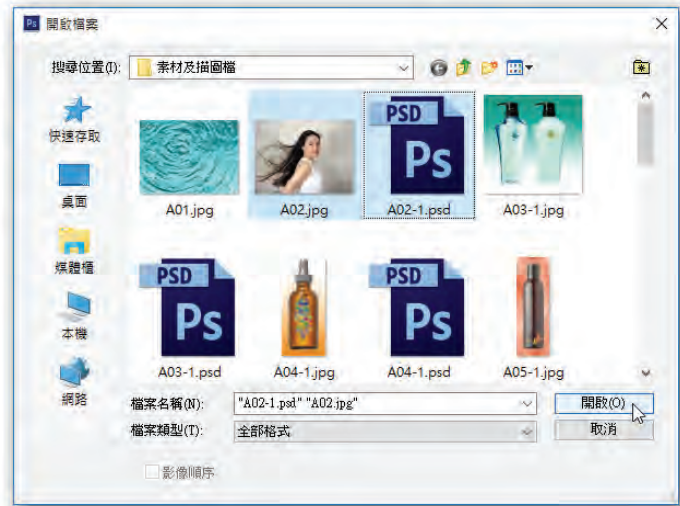 Ps 開啟檔案
搜尋位置(I): 素材及描圖檔
快速存取
桌面
媒體櫃
本機
網路
PSD
Ps
A01.jpg A02.jpg A02-1.psd A03-1.jpg
PSD PSD
Ps Ps
A03-1.psd A04-1.jpg A04-1.psd A05-1.jpg
檔案名稱(N): "A02-1.psd" "A02.jpg" 開啟(O)
檔案類型(T): 全部格式 取消
影像順序